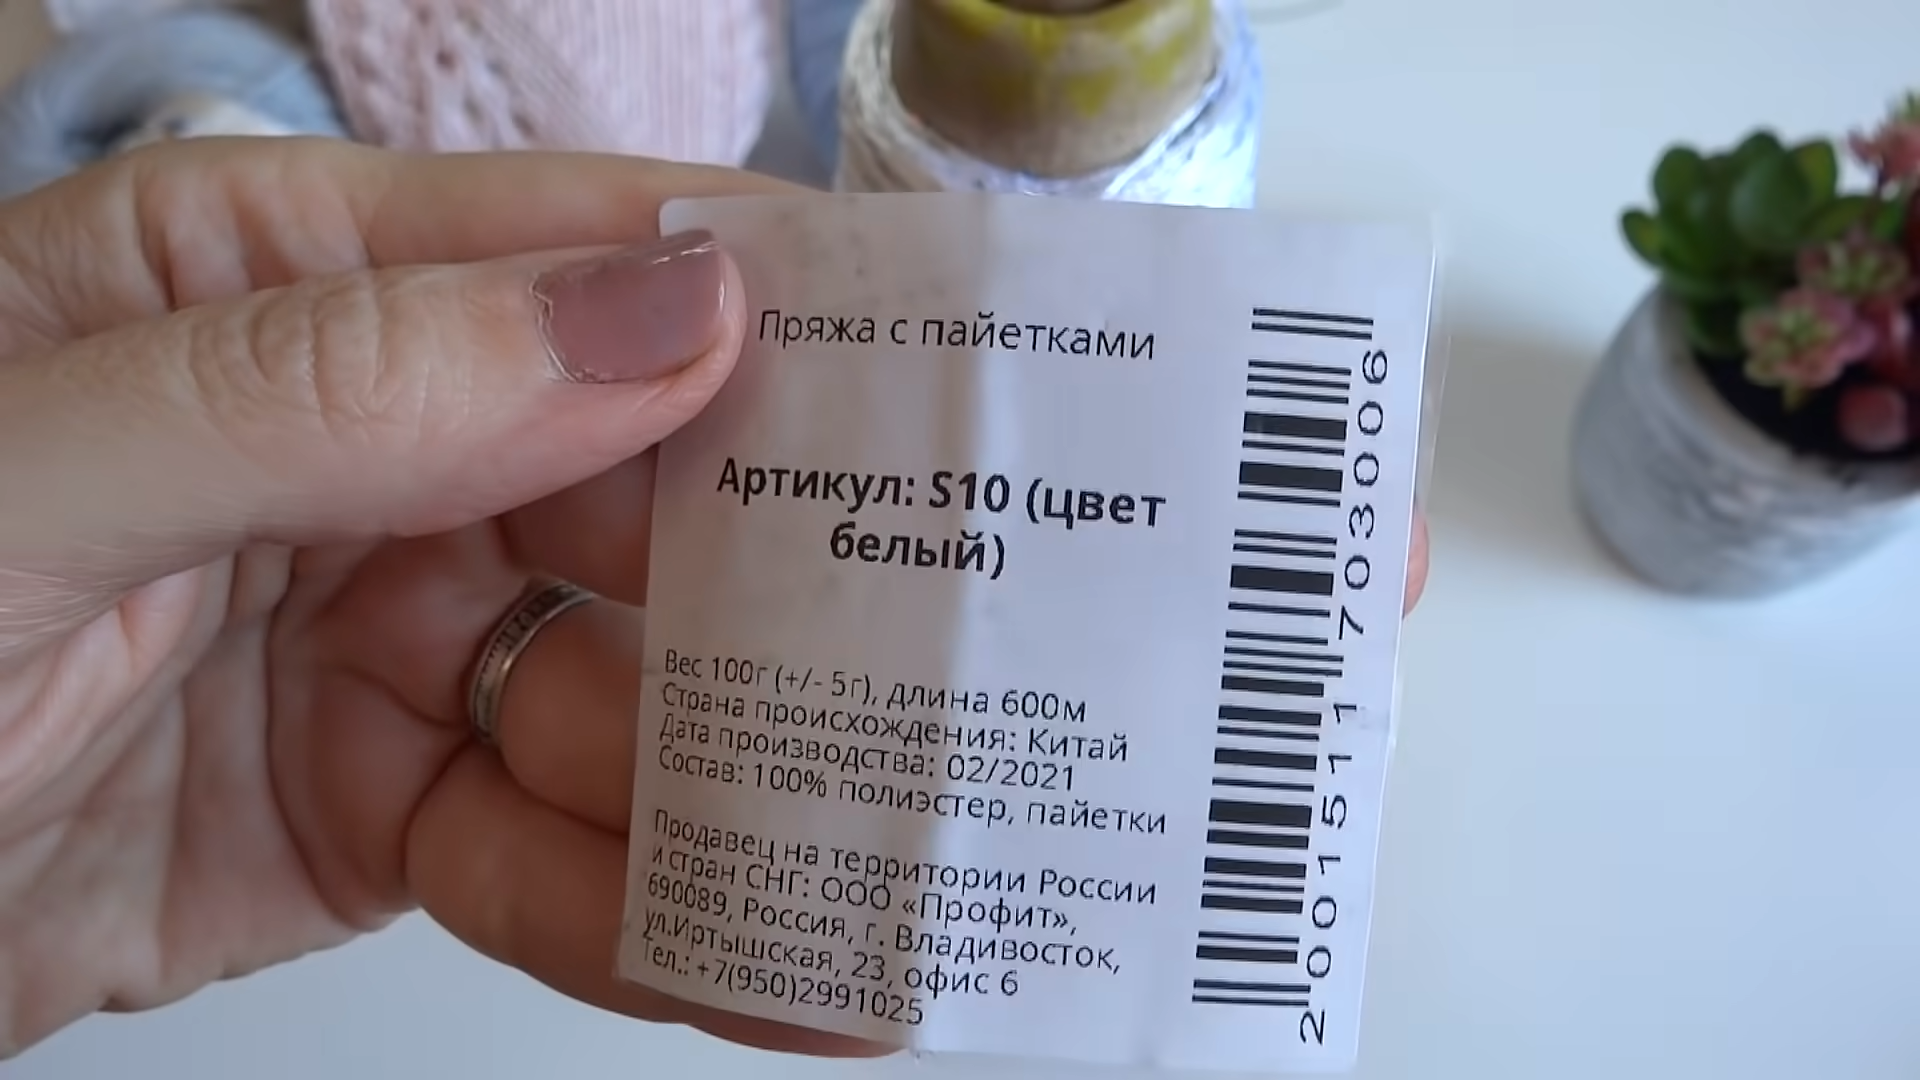 Пряжа с пайетками
Артикул: S10 (цвет
белый)
Вес 100г (+/- 5г), длина 600м
Страна происхождения: Китай
Дата производства: 02/2021
Состав: 100% полиэстер, пайетки
Продавец на территории России
и стран СНГ: ООО «Профит»,
690089, Россия, г. Владивосток,
ул.Иртышская, 23, офис 6
Тел.: +7(950)2991025
2001511703006